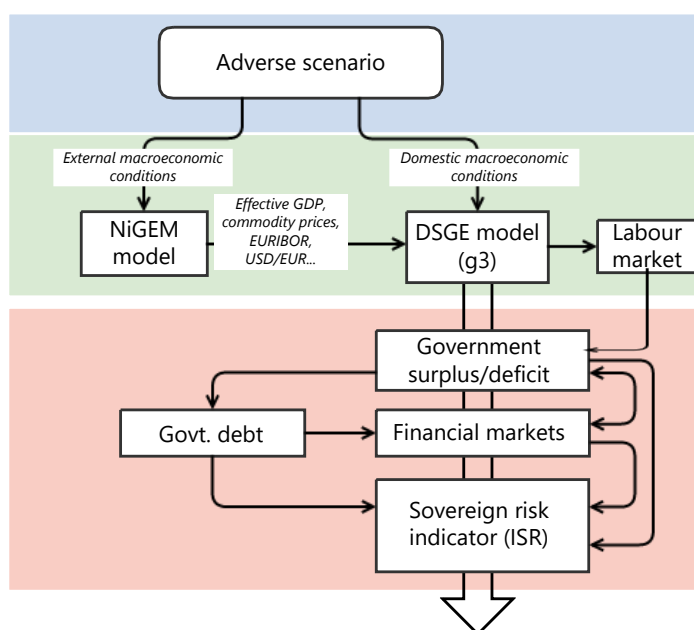 Adverse scenario
External macroeconomic
conditions
Domestic macroeconomic
conditions
NiGEM
model
Effective GDP,
commodity prices,
EURIBOR,
USD/EUR...
DSGE model
(g3)
Labour
market
Government
surplus/deficit
Govt. debt
Financial markets
Sovereign risk
indicator (ISR)